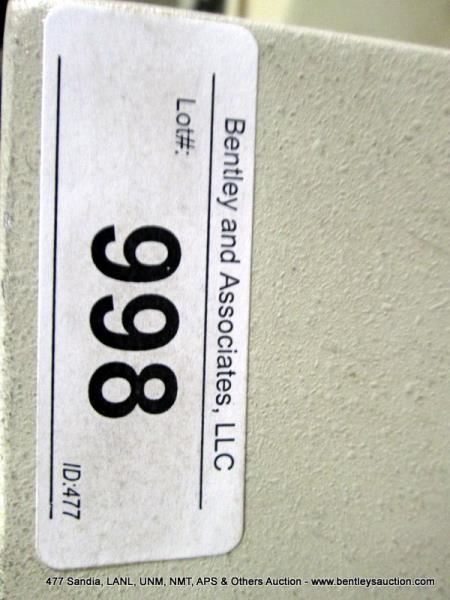 Bentley and Associates, LLC
Lot#:
998
ID:477
477 Sandia, LANL, UNM, NMT, APS & Others Auction - www.bentleysauction.com